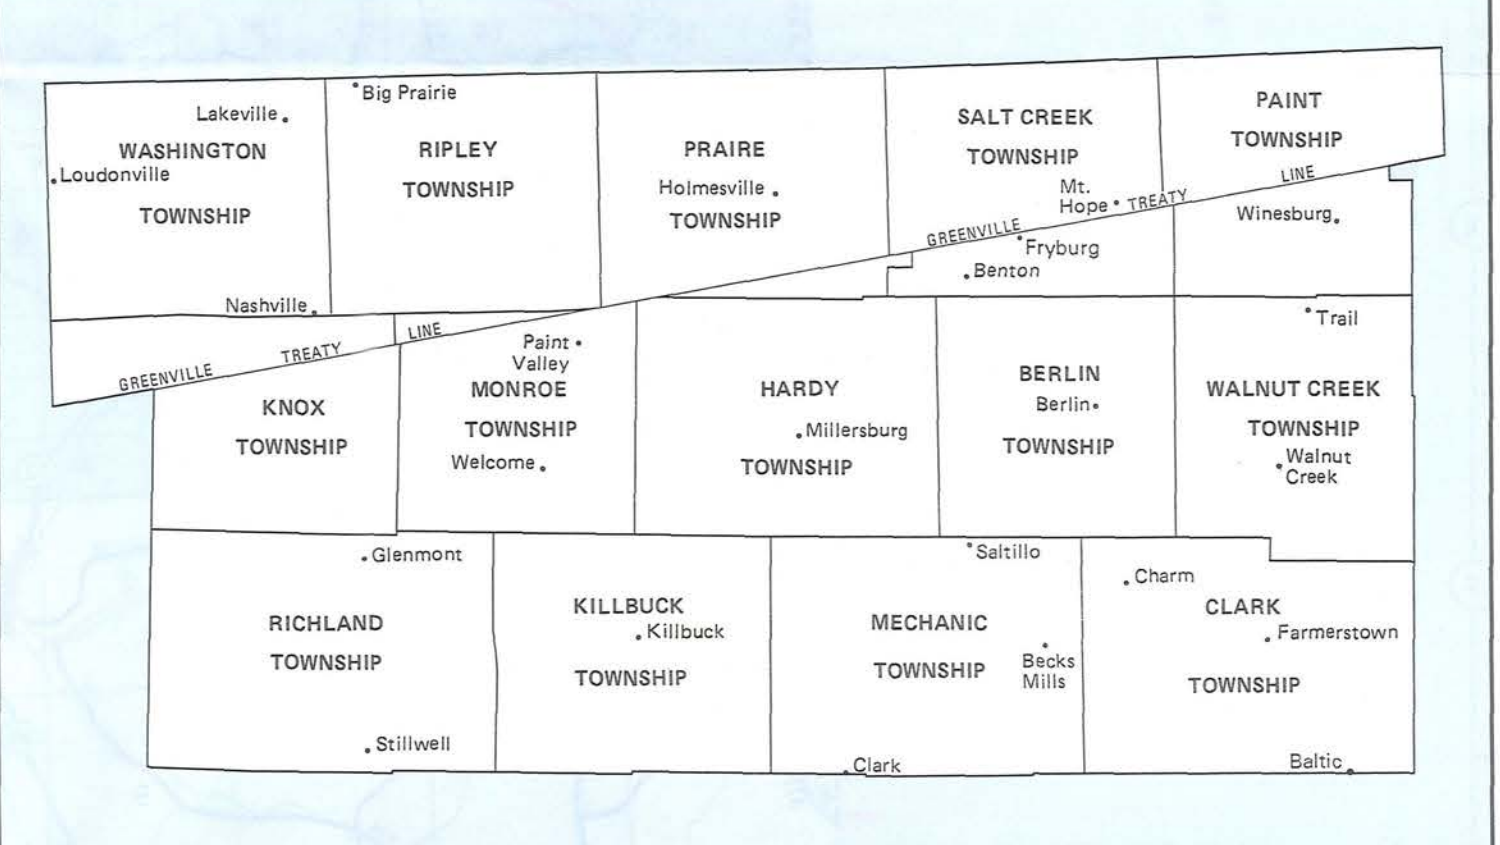 Lakeville
WASHINGTON
Loudonville
TOWNSHIP
Nashville
Big Prairie
RIPLEY
TOWNSHIP
PRAIRE
Holmesville
TOWNSHIP
SALT CREEK
TOWNSHIP
Mt.
Hope
PAINT
TOWNSHIP
Winesburg
GREENVILLE TREATY LINE
Fryburg
Benton
GREENVILLE TREATY LINE
KNOX
TOWNSHIP
Paint
Valley
MONROE
TOWNSHIP
Welcome
HARDY
Millersburg
TOWNSHIP
BERLIN
Berlin
TOWNSHIP
Trail
WALNUT CREEK
TOWNSHIP
Walnut
Creek
Glenmont
RICHLAND
TOWNSHIP
Stillwell
KILLBUCK
Killbuck
TOWNSHIP
Saltillo
MECHANIC
TOWNSHIP
Becks
Mills
Clark
Charm
CLARK
Farmerstown
TOWNSHIP
Baltic